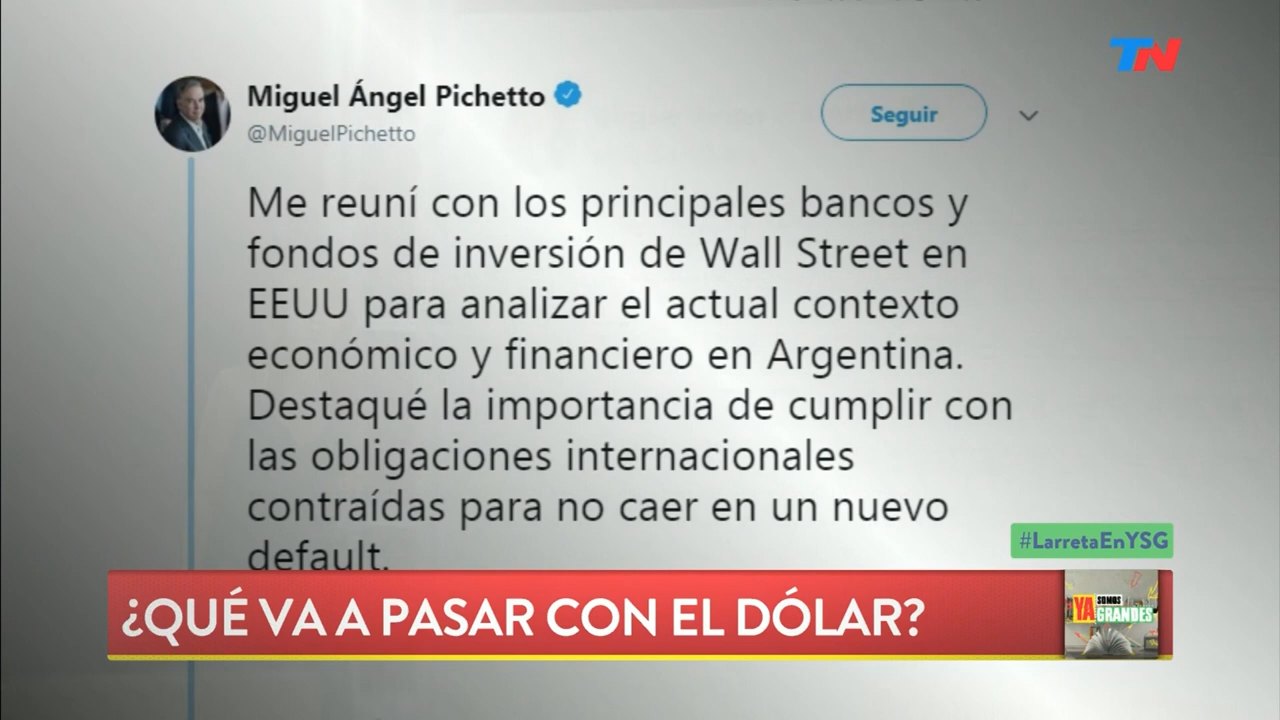 TN
Miguel Ángel Pichetto
@MiguelPichetto
Seguir
Me reuní con los principales bancos y
fondos de inversión de Wall Street en
EEUU para analizar el actual contexto
económico y financiero en Argentina.
Destaqué la importancia de cumplir con
las obligaciones internacionales
contraídas para no caer en un nuevo
default.
#LarretaEnYSG
¿QUÉ VA A PASAR CON EL DÓLAR?
YA
SOMOS
GRANDES